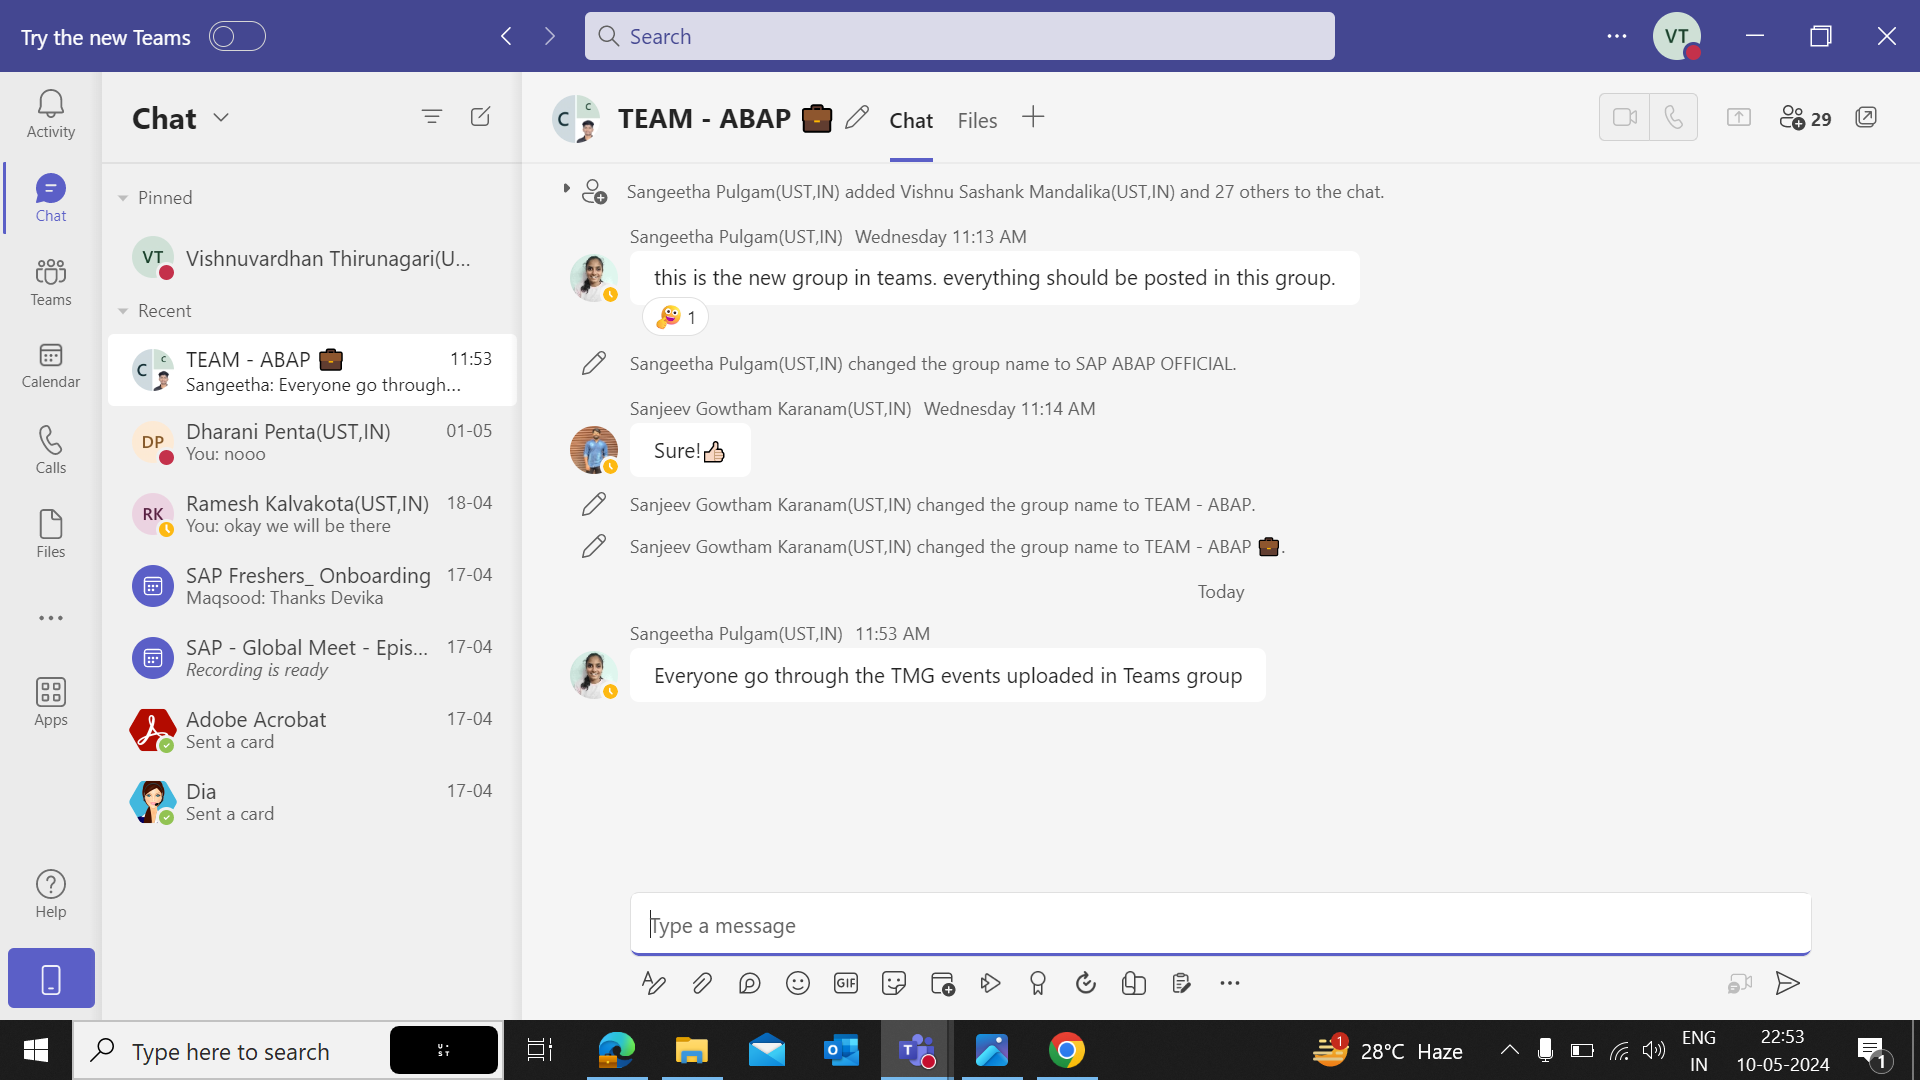 Try the new Teams
Search
VT
Activity
Chat
Teams
Calendar
Calls
Files
Apps
Help
Chat
Pinned
VT
Vishnuvardhan Thirunagari(U...
Recent
C
C
TEAM - ABAP 💼
11:53
Sangeetha: Everyone go through...
DP
Dharani Penta(UST,IN)
01-05
You: nooo
RK
Ramesh Kalvakota(UST,IN)
18-04
You: okay we will be there
SAP Freshers_ Onboarding
17-04
Maqsood: Thanks Devika
SAP - Global Meet - Epis...
17-04
Recording is ready
Adobe Acrobat
17-04
Sent a card
Dia
17-04
Sent a card
C
C
TEAM - ABAP 💼
Chat
Files
29
Sangeetha Pulgam(UST,IN) added Vishnu Sashank Mandalika(UST,IN) and 27 others to the chat.
Sangeetha Pulgam(UST,IN) Wednesday 11:13 AM
this is the new group in teams. everything should be posted in this group.
1
Sangeetha Pulgam(UST,IN) changed the group name to SAP ABAP OFFICIAL.
Sanjeev Gowtham Karanam(UST,IN) Wednesday 11:14 AM
Sure!👍🏻
Sanjeev Gowtham Karanam(UST,IN) changed the group name to TEAM - ABAP.
Sanjeev Gowtham Karanam(UST,IN) changed the group name to TEAM - ABAP 💼.
Today
Sangeetha Pulgam(UST,IN) 11:53 AM
Everyone go through the TMG events uploaded in Teams group
Type a message
GIF
Type here to search
U ·
S T
1
28°C Haze
ENG
IN
22:53
10-05-2024
1